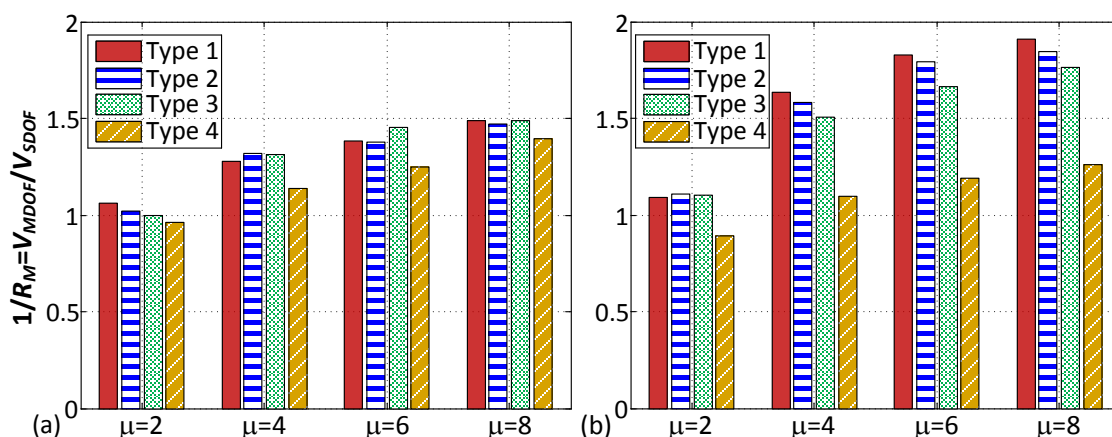 1/R_M=V_MDOF/V_SDOF
2
1.5
1
0.5
0
Type 1
Type 2
Type 3
Type 4
(a)
μ=2
μ=4
μ=6
μ=8
2
1.5
1
0.5
0
Type 1
Type 2
Type 3
Type 4
(b)
μ=2
μ=4
μ=6
μ=8